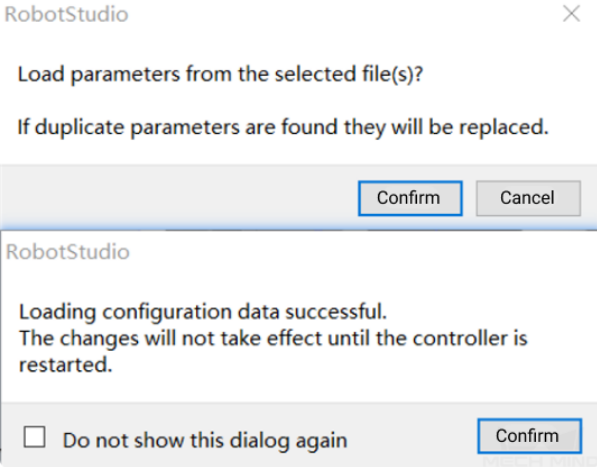 RobotStudio
Load parameters from the selected file(s)?
If duplicate parameters are found they will be replaced.
Confirm
Cancel
RobotStudio
Loading configuration data successful.
The changes will not take effect until the controller is
restarted.
Do not show this dialog again
Confirm
MECH MIND